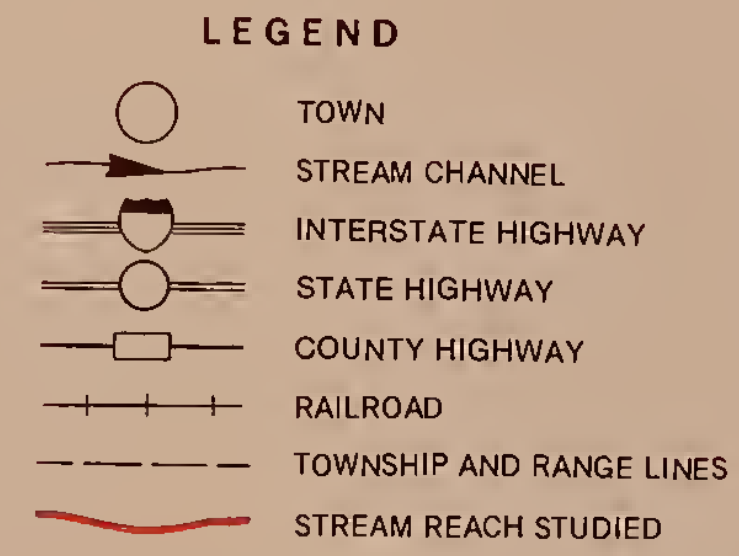 LEGEND
TOWN
STREAM CHANNEL
INTERSTATE HIGHWAY
STATE HIGHWAY
COUNTY HIGHWAY
RAILROAD
TOWNSHIP AND RANGE LINES
STREAM REACH STUDIED